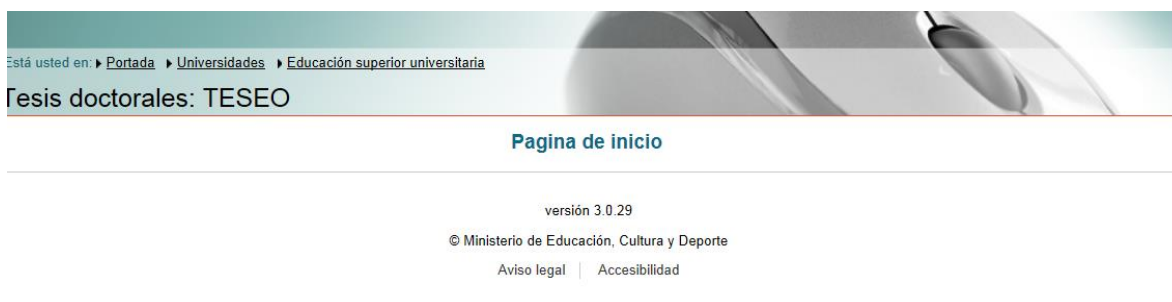 Está usted en: Portada Universidades Educación superior universitaria
Tesis doctorales: TESEO
Pagina de inicio
versión 3.0.29
© Ministerio de Educación, Cultura y Deporte
Aviso legal Accesibilidad